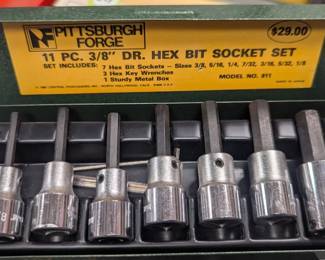 PITTSBURGH
FORGE
$29.00
11 PC. 3/8" DR. HEX BIT SOCKET SET
SET INCLUDES: 7 Hex Bit Sockets – Sizes 3/8, 5/16, 1/4, 7/32, 3/16, 5/32, 1/8
3 Hex Key Wrenches
1 Sturdy Metal Box
MODEL NO. 911